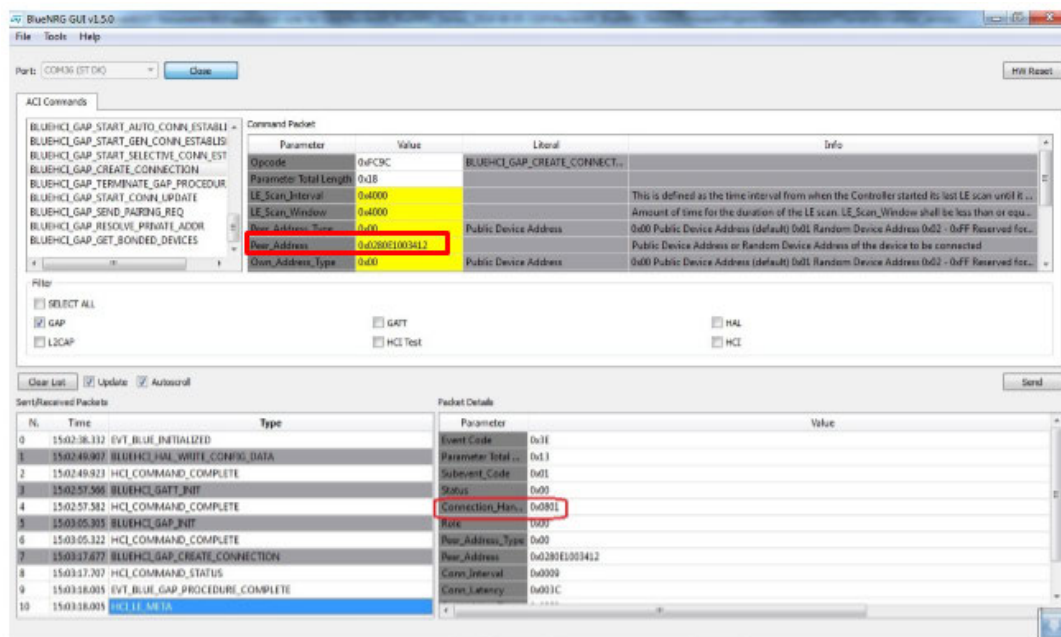 BlueNRG GUI v1.5.0
File Tools Help
Port: COM36 (ST DK) Close HW Reset
ACI Commands
BLUEHCI_GAP_START_AUTO_CONN_ESTABLI
BLUEHCI_GAP_START_GEN_CONN_ESTABLIS
BLUEHCI_GAP_START_SELECTIVE_CONN_EST
BLUEHCI_GAP_CREATE_CONNECTION
BLUEHCI_GAP_TERMINATE_GAP_PROCEDUR
BLUEHCI_GAP_START_CONN_UPDATE
BLUEHCI_GAP_SEND_PAIRING_REQ
BLUEHCI_GAP_RESOLVE_PRIVATE_ADDR
BLUEHCI_GAP_GET_BONDED_DEVICES
Command Packet
Parameter Value Literal Info
Opcode 0xFC9C BLUEHCI_GAP_CREATE_CONNECT...
Parameter Total Length 0x18
LE_Scan_Interval 0x4000 This is defined as the time interval from when the Controller started its last LE scan until it ...
LE_Scan_Window 0x4000 Amount of time for the duration of the LE scan. LE_Scan_Window shall be less than or equ...
Peer_Address_Type 0x00 Public Device Address 0x00 Public Device Address (default) 0x01 Random Device Address 0x02 - 0xFF Reserved for...
Peer_Address 0x0280E1003412 Public Device Address or Random Device Address of the device to be connected
Own_Address_Type 0x00 Public Device Address 0x00 Public Device Address (default) 0x01 Random Device Address 0x02 - 0xFF Reserved for...
Filter
SELECT ALL
GAP GATT HAL
L2CAP HCI Test HCI
Clear List Update Autoscroll Send
Sent/Received Packets
N. Time Type
0 15:02:38.332 EVT_BLUE_INITIALIZED
1 15:02:49.907 BLUEHCI_HAL_WRITE_CONFIG_DATA
2 15:02:49.923 HCI_COMMAND_COMPLETE
3 15:02:57.566 BLUEHCI_GATT_INIT
4 15:02:57.582 HCI_COMMAND_COMPLETE
5 15:03:05.305 BLUEHCI_GAP_INIT
6 15:03:05.322 HCI_COMMAND_COMPLETE
7 15:03:17.677 BLUEHCI_GAP_CREATE_CONNECTION
8 15:03:17.707 HCI_COMMAND_STATUS
9 15:03:18.005 EVT_BLUE_GAP_PROCEDURE_COMPLETE
10 15:03:18.005 HCI_LE_META
Packet Details
Parameter Value
Event Code 0x3E
Parameter Total ... 0x13
Subevent_Code 0x01
Status 0x00
Connection_Han... 0x0801
Role 0x00
Peer_Address_Type 0x00
Peer_Address 0x0280E1003412
Conn_Interval 0x0009
Conn_Latency 0x003C